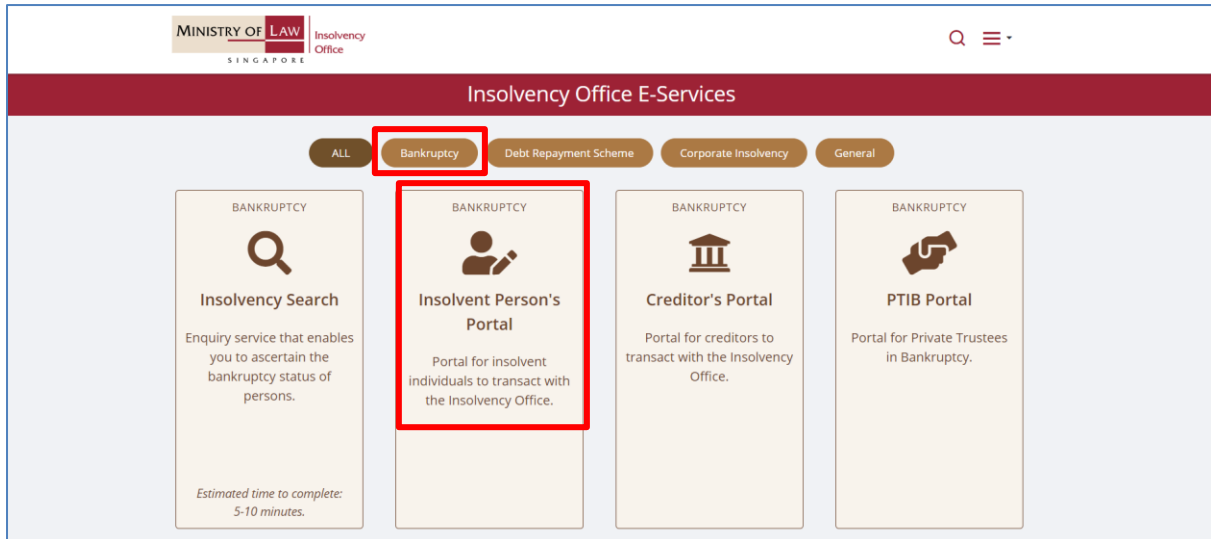 MINISTRY OF LAW
SINGAPORE
Insolvency
Office
Insolvency Office E-Services
ALL
Bankruptcy
Debt Repayment Scheme
Corporate Insolvency
General
BANKRUPTCY
Insolvency Search
Enquiry service that enables
you to ascertain the
bankruptcy status of
persons.
Estimated time to complete:
5-10 minutes.
BANKRUPTCY
Insolvent Person's
Portal
Portal for insolvent
individuals to transact with
the Insolvency Office.
BANKRUPTCY
Creditor's Portal
Portal for creditors to
transact with the Insolvency
Office.
BANKRUPTCY
PTIB Portal
Portal for Private Trustees
in Bankruptcy.